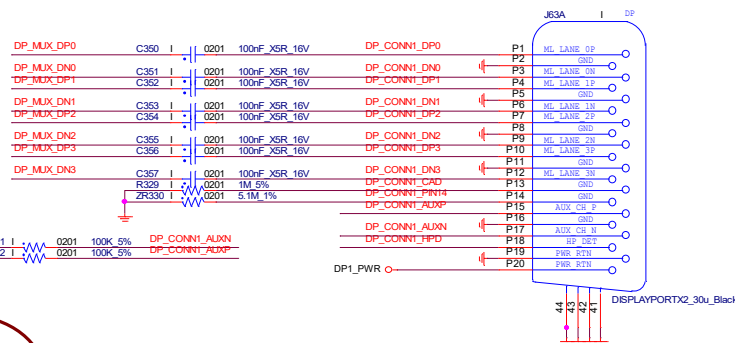 J63A I DP
DP_MUX_DP0 C350 I 0201 100nF_X5R_16V DP_CONN1_DP0 P1 ML_LANE_0P
P2 GND
DP_MUX_DN0 C351 I 0201 100nF_X5R_16V DP_CONN1_DN0 P3 ML_LANE_0N
DP_MUX_DP1 C352 I 0201 100nF_X5R_16V DP_CONN1_DP1 P4 ML_LANE_1P
P5 GND
DP_MUX_DN1 C353 I 0201 100nF_X5R_16V DP_CONN1_DN1 P6 ML_LANE_1N
DP_MUX_DP2 C354 I 0201 100nF_X5R_16V DP_CONN1_DP2 P7 ML_LANE_2P
P8 GND
DP_MUX_DN2 C355 I 0201 100nF_X5R_16V DP_CONN1_DN2 P9 ML_LANE_2N
DP_MUX_DP3 C356 I 0201 100nF_X5R_16V DP_CONN1_DP3 P10 ML_LANE_3P
P11 GND
DP_MUX_DN3 C357 I 0201 100nF_X5R_16V DP_CONN1_DN3 P12 ML_LANE_3N
R329 I 0201 1M_5% DP_CONN1_CAD P13 GND
ZR330 I 0201 5.1M_1% DP_CONN1_PIN14 P14 GND
DP_CONN1_AUXP P15 AUX_CH_P
P16 GND
DP_CONN1_AUXN P17 AUX_CH_N
1 I 0201 100K_5% DP_CONN1_AUXN DP_CONN1_HPD P18 HP_DET
2 I 0201 100K_5% DP_CONN1_AUXP P19 PWR_RTN
DP1_PWR P20 PWR_RTN
44 43 42 41
DISPLAYPORTX2_30u_Black